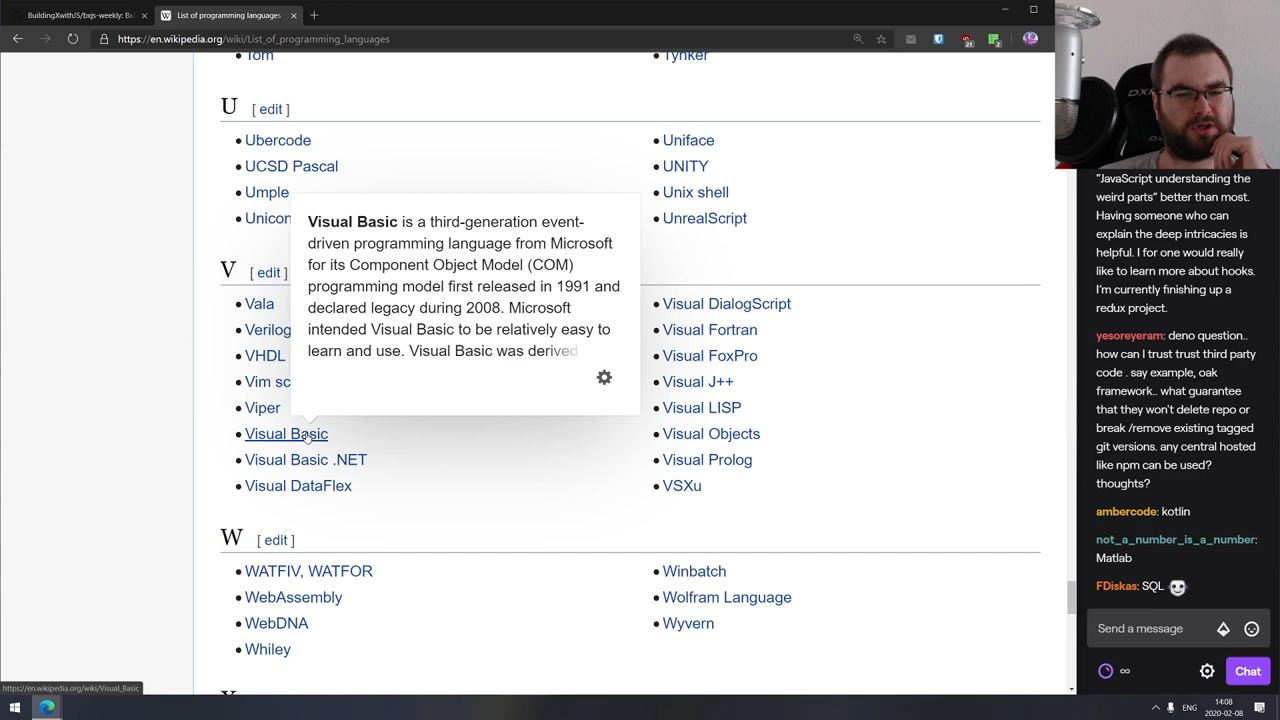 BuildingXwithJS/bxjs-weekly: Bx
List of programming languages
https://en.wikipedia.org/wiki/List_of_programming_languages
21
2
Tom
Tynker
U [ edit ]
Ubercode
UCSD Pascal
Umple
Unicon
Uniface
UNITY
Unix shell
UnrealScript
Visual Basic is a third-generation event-
driven programming language from Microsoft
for its Component Object Model (COM)
programming model first released in 1991 and
declared legacy during 2008. Microsoft
intended Visual Basic to be relatively easy to
learn and use. Visual Basic was derived
V [ edit ]
Vala
Verilog
VHDL
Vim sc
Viper
Visual Basic
Visual Basic .NET
Visual DataFlex
Visual DialogScript
Visual Fortran
Visual FoxPro
Visual J++
Visual LISP
Visual Objects
Visual Prolog
VSXu
W [ edit ]
WATFIV, WATFOR
WebAssembly
WebDNA
Whiley
Winbatch
Wolfram Language
Wyvern
https://en.wikipedia.org/wiki/Visual_Basic
DX
"JavaScript understanding the
weird parts" better than most.
Having someone who can
explain the deep intricacies is
helpful. I for one would really
like to learn more about hooks.
I'm currently finishing up a
redux project.
yesoreyeram: deno question..
how can I trust trust third party
code . say example, oak
framework.. what guarantee
that they won't delete repo or
break /remove existing tagged
git versions. any central hosted
like npm can be used?
thoughts?
ambercode: kotlin
not_a_number_is_a_number:
Matlab
FDiskas: SQL
Send a message
∞
Chat
ENG
14:08
2020-02-08